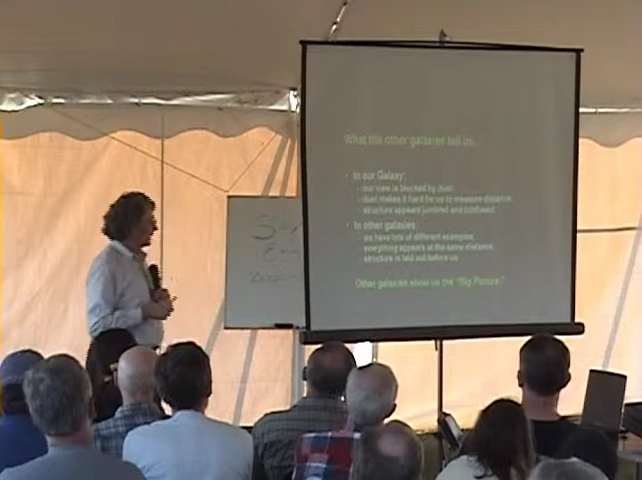 What the other galaxies tell us.
• In our Galaxy:
- our view is blocked by dust.
- dust makes it hard for us to measure distance.
- structure appears jumbled and confused.
• In other galaxies:
- we have lots of different examples.
- everything appears at the same distance.
- structure is laid out before us.
Other galaxies show us the "Big Picture."